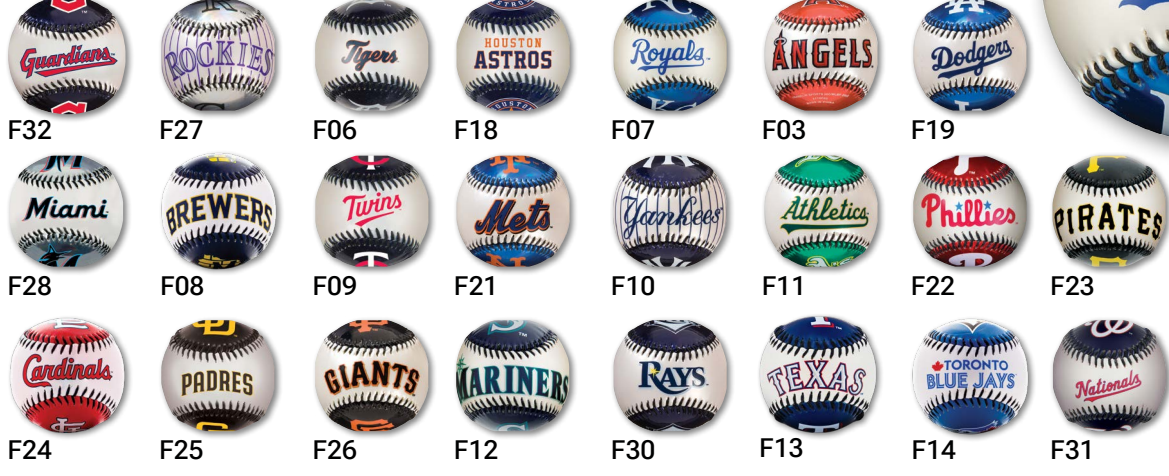 Guardians
ROCKIES
Tigers
HOUSTON
ASTROS
Royals
ANGELS
Dodgers
F32
F27
F06
F18
F07
F03
F19
Miami
BREWERS
Twins
Mets
Yankees
Athletics
Phillies
PIRATES
F28
F08
F09
F21
F10
F11
F22
F23
Cardinals
PADRES
GIANTS
MARINERS
RAYS
TEXAS
TORONTO
BLUE JAYS
Nationals
F24
F25
F26
F12
F30
F13
F14
F31